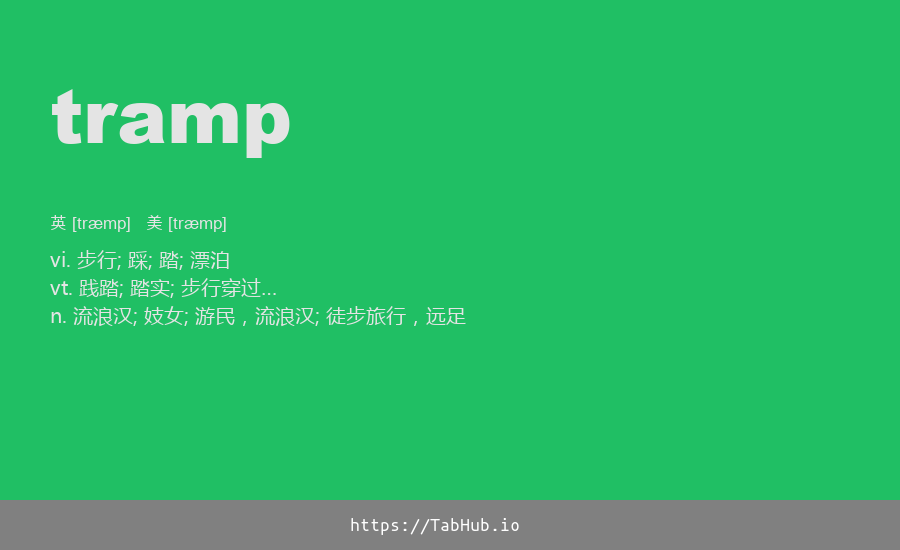 tramp
英 [træmp] 美 [træmp]
vi. 步行; 踩; 踏; 漂泊
vt. 践踏; 踏实; 步行穿过...
n. 流浪汉; 妓女; 游民，流浪汉; 徒步旅行，远足
https://TabHub.io